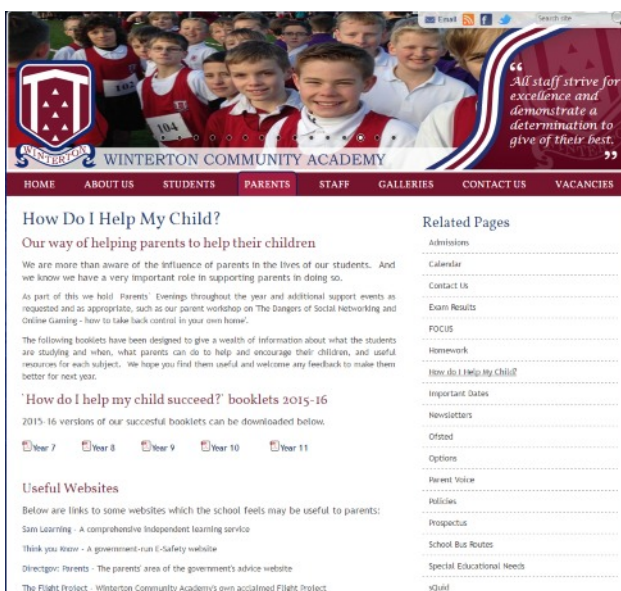 Email
Search site
“
All staff strive for
excellence and
demonstrate a
determination to
give of their best.
”
102
104
WINTERTON
WINTERTON COMMUNITY ACADEMY
HOME ABOUT US STUDENTS PARENTS STAFF GALLERIES CONTACT US VACANCIES
How Do I Help My Child?
Our way of helping parents to help their children
We are more than aware of the influence of parents in the lives of our students. And
we know we have a very important role in supporting parents in doing so.
As part of this we hold Parents` Evenings throughout the year and additional support events as
requested and as appropriate, such as our parent workshop on 'The Dangers of Social Networking and
Online Gaming - how to take back control in your own home'.
The following booklets have been designed to give a wealth of information about what the students
are studying and when, what parents can do to help and encourage their children, and useful
resources for each subject. We hope you find them useful and welcome any feedback to make them
better for next year.
`How do I help my child succeed?` booklets 2015-16
2015-16 versions of our succesful booklets can be downloaded below.
Year 7 Year 8 Year 9 Year 10 Year 11
Useful Websites
Below are links to some websites which the school feels may be useful to parents:
Sam Learning - A comprehensive independent learning service
Think you Know - A government-run E-Safety website
Directgov: Parents - The parents' area of the government's advice website
The Flight Project - Winterton Community Academy's own acclaimed Flight Project
Related Pages
Admissions
Calendar
Contact Us
Exam Results
FOCUS
Homework
How do I Help My Child?
Important Dates
Newsletters
Ofsted
Options
Parent Voice
Policies
Prospectus
School Bus Routes
Special Educational Needs
sQuid